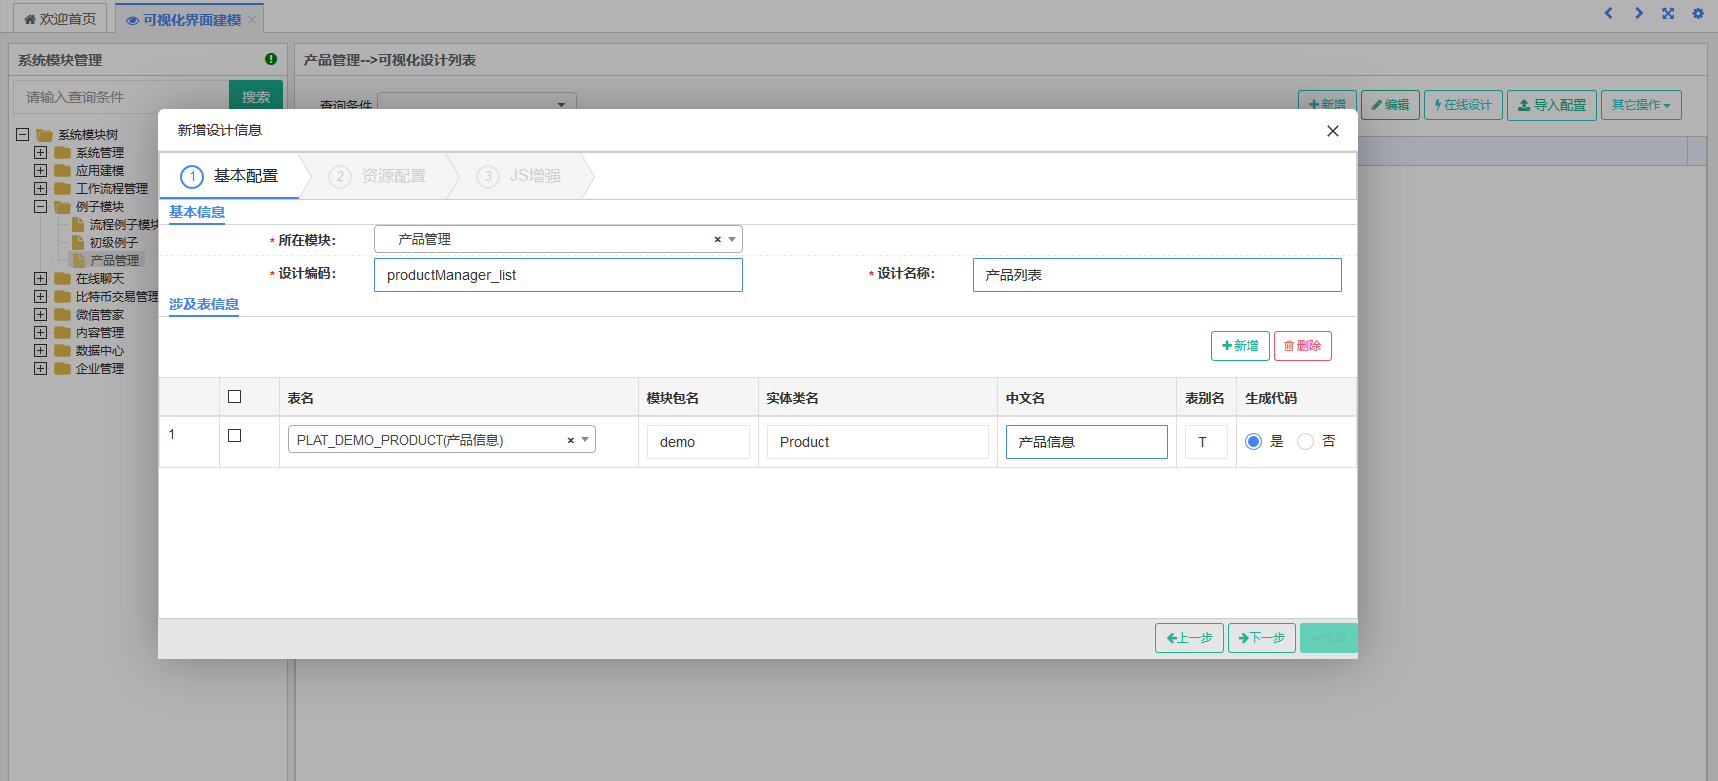 欢迎首页
可视化界面建模
系统模块管理
产品管理-->可视化设计列表
请输入查询条件
搜索
查询条件
新增
编辑
在线设计
导入配置
其它操作
系统模块树
系统管理
应用建模
工作流程管理
例子模块
流程例子模块
初级例子
产品管理
在线聊天
比特币交易管理
微信管家
内容管理
数据中心
企业管理
新增设计信息
1 基本配置
2 资源配置
3 JS增强
基本信息
* 所在模块: 产品管理
* 设计编码: productManager_list
* 设计名称: 产品列表
涉及表信息
新增
删除
表名 模块包名 实体类名 中文名 表别名 生成代码
1 PLAT_DEMO_PRODUCT(产品信息) demo Product 产品信息 T 是 否
上一步
下一步
完成